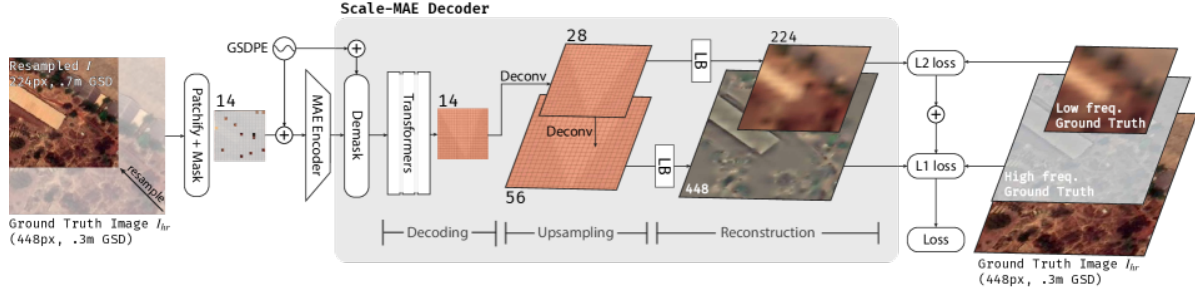 Scale-MAE Decoder
Resampled I
224px, .7m GSD
resample
Ground Truth Image I_hr
(448px, .3m GSD)
Patchify + Mask
14
GSDPE
MAE Encoder
Demask
Transformers
14
Deconv
28
Deconv
56
LB
LB
224
448
Decoding
Upsampling
Reconstruction
L2 loss
L1 loss
Loss
Low freq.
Ground Truth
High freq.
Ground Truth
Ground Truth Image I_hr
(448px, .3m GSD)